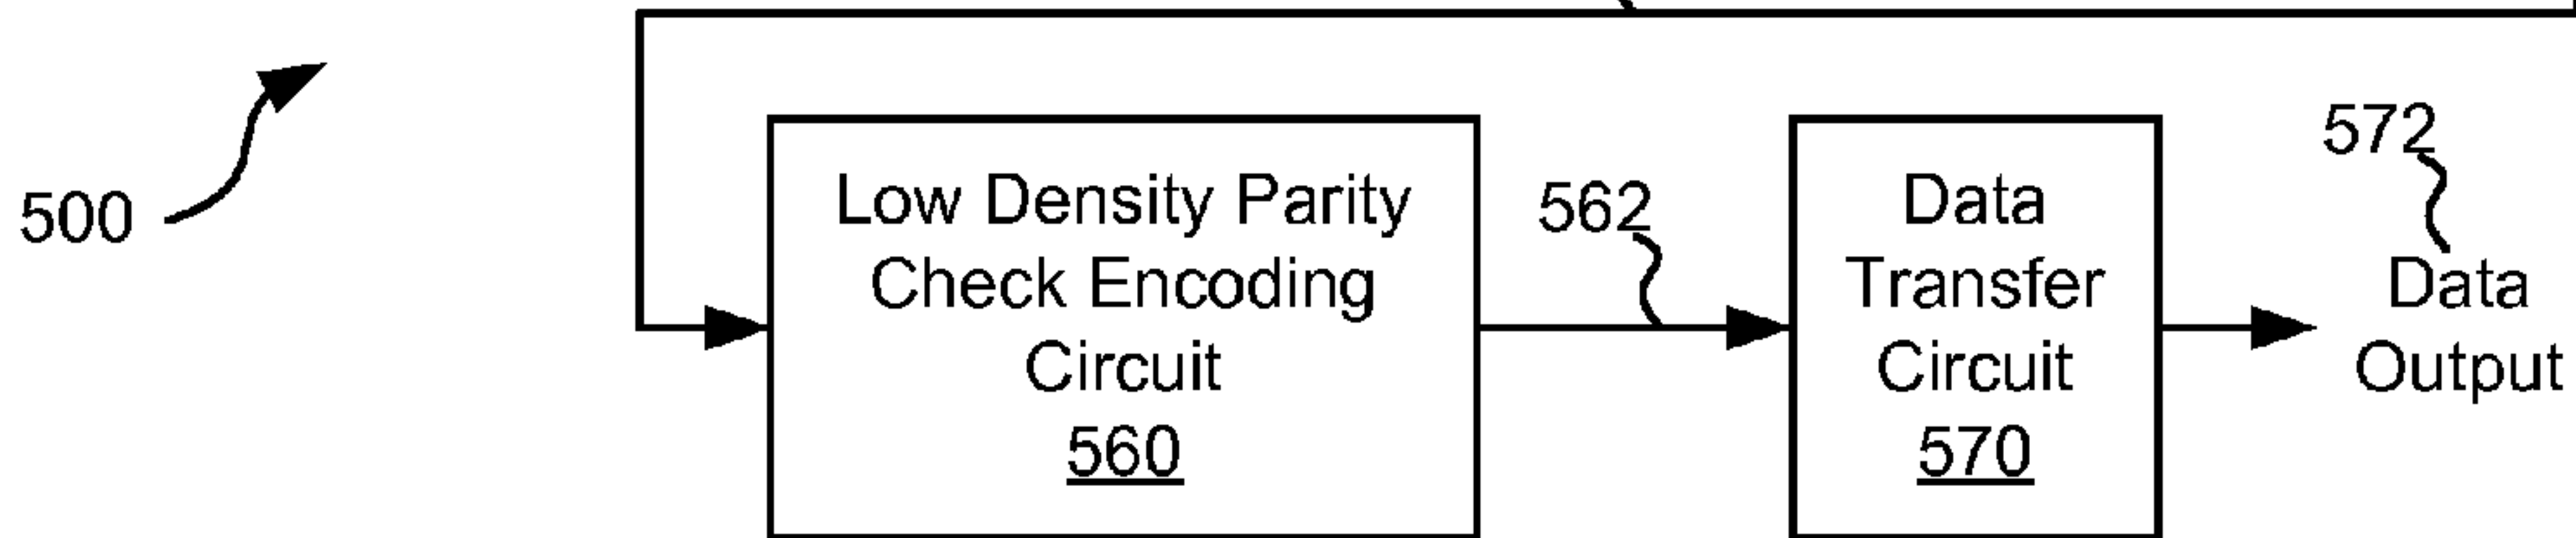 500
Low Density Parity
Check Encoding
Circuit
560
562
Data
Transfer
Circuit
570
572
Data
Output